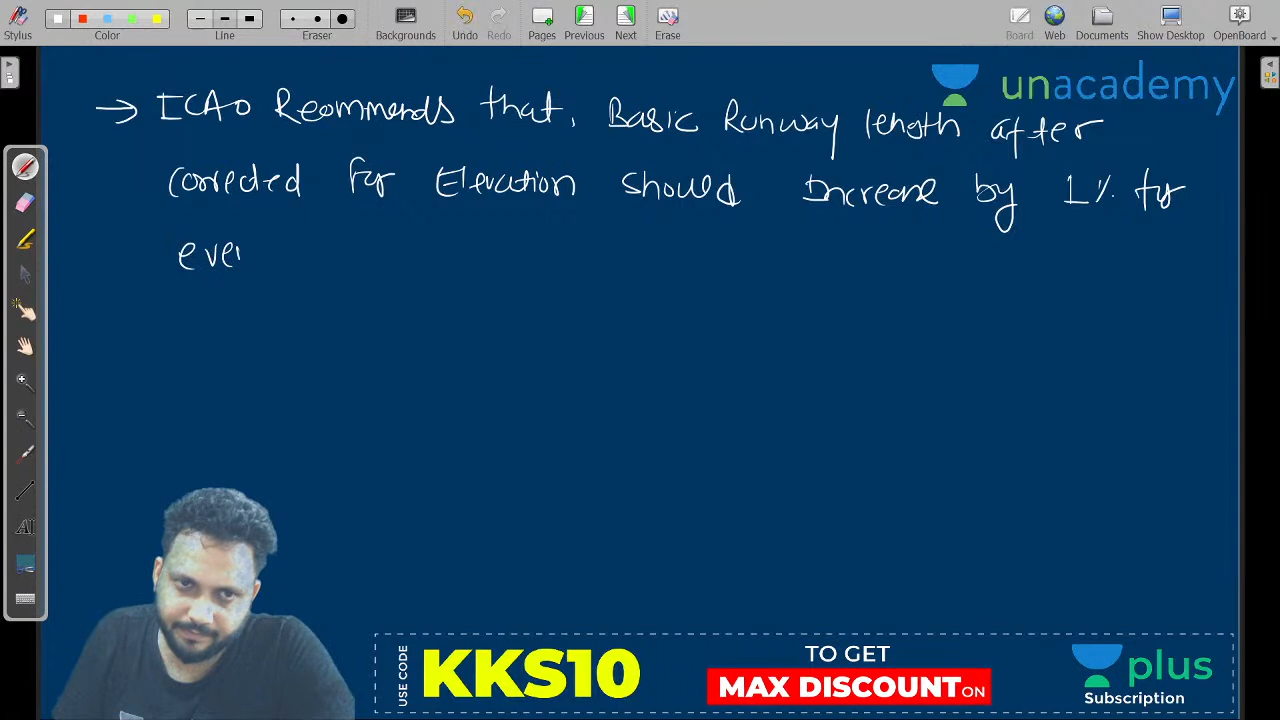 Stylus
Color
Line
Eraser
Backgrounds
Undo
Redo
Pages
Previous
Next
Erase
Board
Web
Documents
Show Desktop
OpenBoard
unacademy
→ ICAO Recommends that, Basic Runway length after
corrected for Elevation should Increase by 1% for
ever
USE CODE
KKS10
TO GET
MAX DISCOUNT ON
plus
Subscription